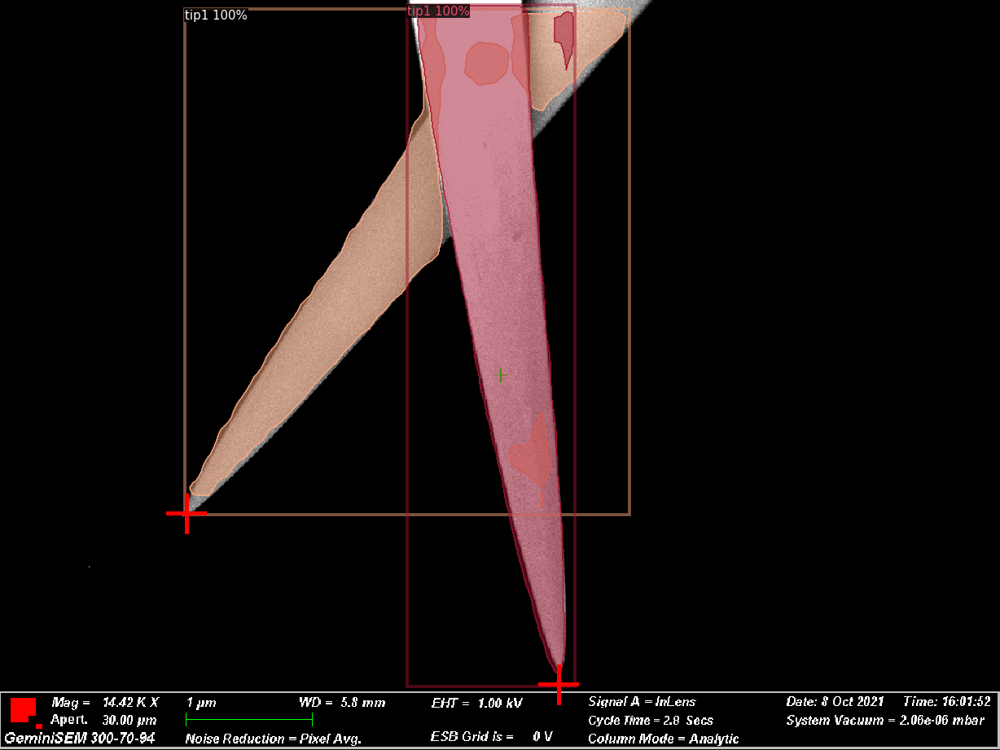 tip1 100%
tip1 100%
Mag = 14.42 K X
1 µm
WD = 5.8 mm
EHT = 1.00 kV
Signal A = InLens
Date: 8 Oct 2021
Time: 16:01:52
Apert. 30.00 µm
Cycle Time = 2.8 Secs
System Vacuum = 2.06e-06 mbar
GeminiSEM 300-70-94
Noise Reduction = Pixel Avg.
ESB Grid is = 0 V
Column Mode = Analytic